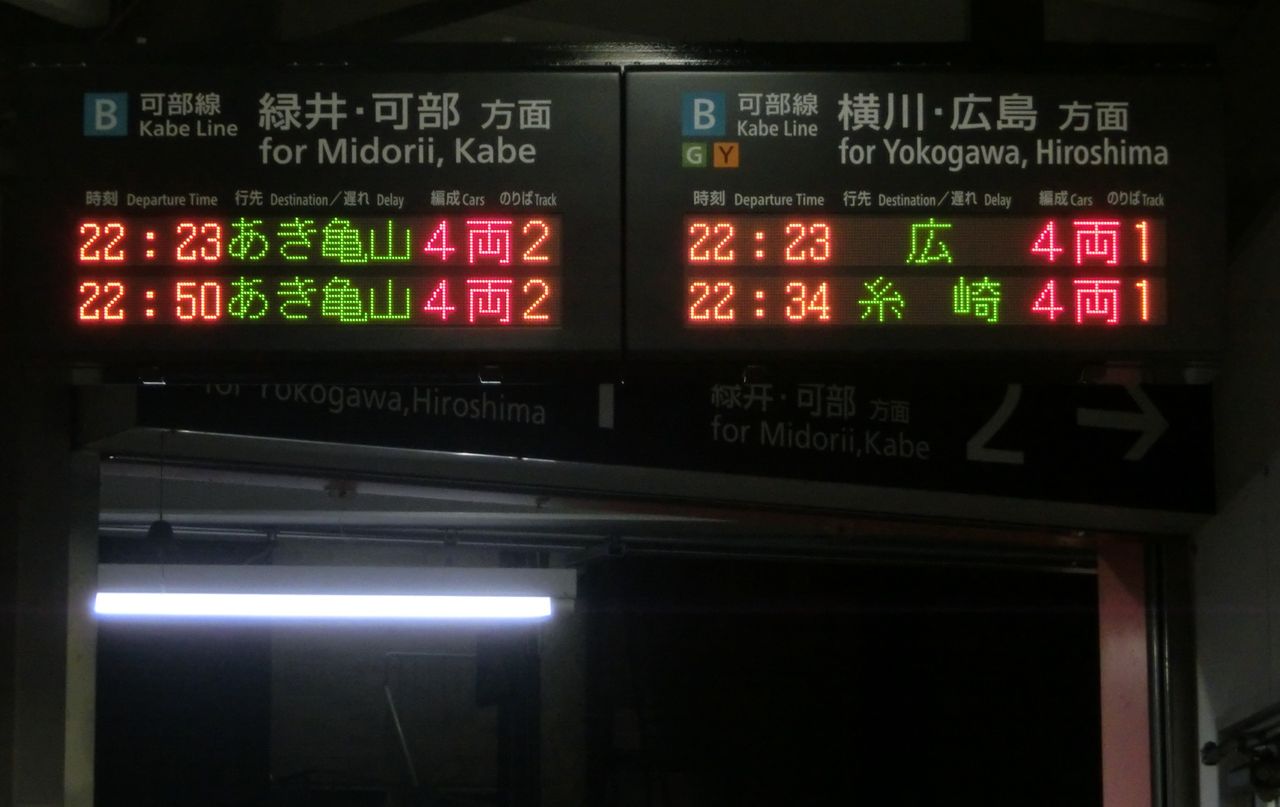 B 可部線 緑井・可部 方面
Kabe Line for Midorii, Kabe
時刻 Departure Time 行先 Destination／遅れ Delay 編成 Cars のりば Track
22:23 あき亀山 4両 2
22:50 あき亀山 4両 2
B 可部線 横川・広島 方面
Kabe Line
G Y for Yokogawa, Hiroshima
時刻 Departure Time 行先 Destination／遅れ Delay 編成 Cars のりば Track
22:23 広 4両 1
22:34 糸崎 4両 1
for Yokogawa,Hiroshima 1
緑井・可部 方面 2 →
for Midorii,Kabe